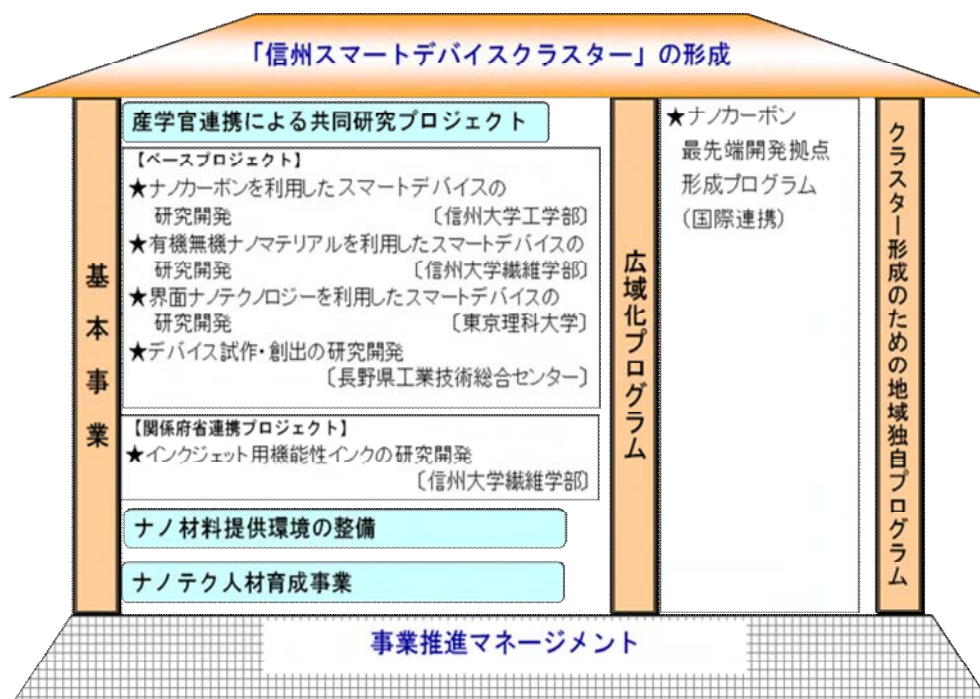 「信州スマートデバイスクラスター」の形成
基本事業
産学官連携による共同研究プロジェクト
【ベースプロジェクト】
★ナノカーボンを利用したスマートデバイスの
研究開発　〔信州大学工学部〕
★有機無機ナノマテリアルを利用したスマートデバイスの
研究開発　〔信州大学繊維学部〕
★界面ナノテクノロジーを利用したスマートデバイスの
研究開発　〔東京理科大学〕
★デバイス試作・創出の研究開発
〔長野県工業技術総合センター〕
【関係府省連携プロジェクト】
★インクジェット用機能性インクの研究開発
〔信州大学繊維学部〕
ナノ材料提供環境の整備
ナノテク人材育成事業
広域化プログラム
★ナノカーボン
最先端開発拠点
形成プログラム
（国際連携）
クラスター形成のための地域独自プログラム
事業推進マネージメント